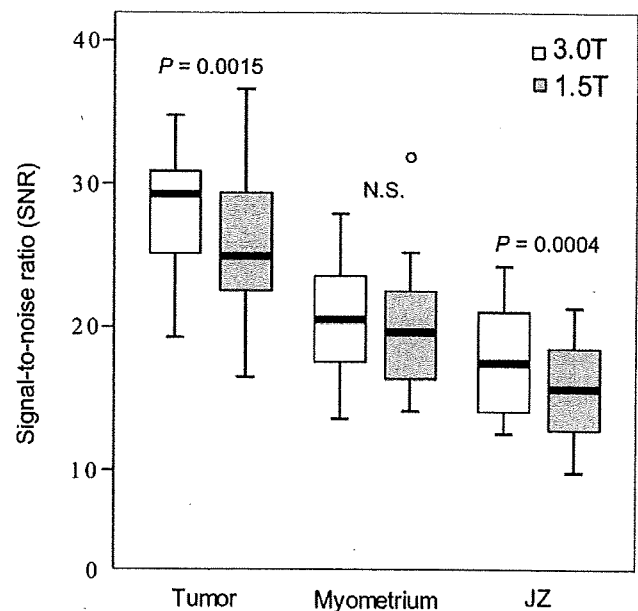 40
P = 0.0015
3.0T
1.5T
30
N.S.
P = 0.0004
20
10
0
Signal-to-noise ratio (SNR)
Tumor Myometrium JZ